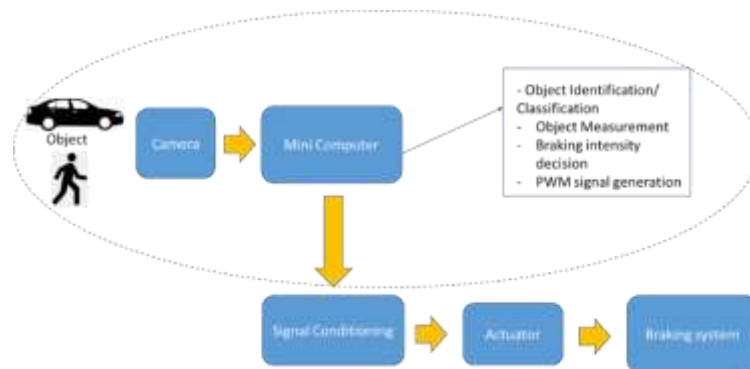 Object
Camera
Mini Computer
- Object Identification/
Classification
- Object Measurement
- Braking intensity
decision
- PWM signal generation
Signal Conditioning
Actuator
Braking system